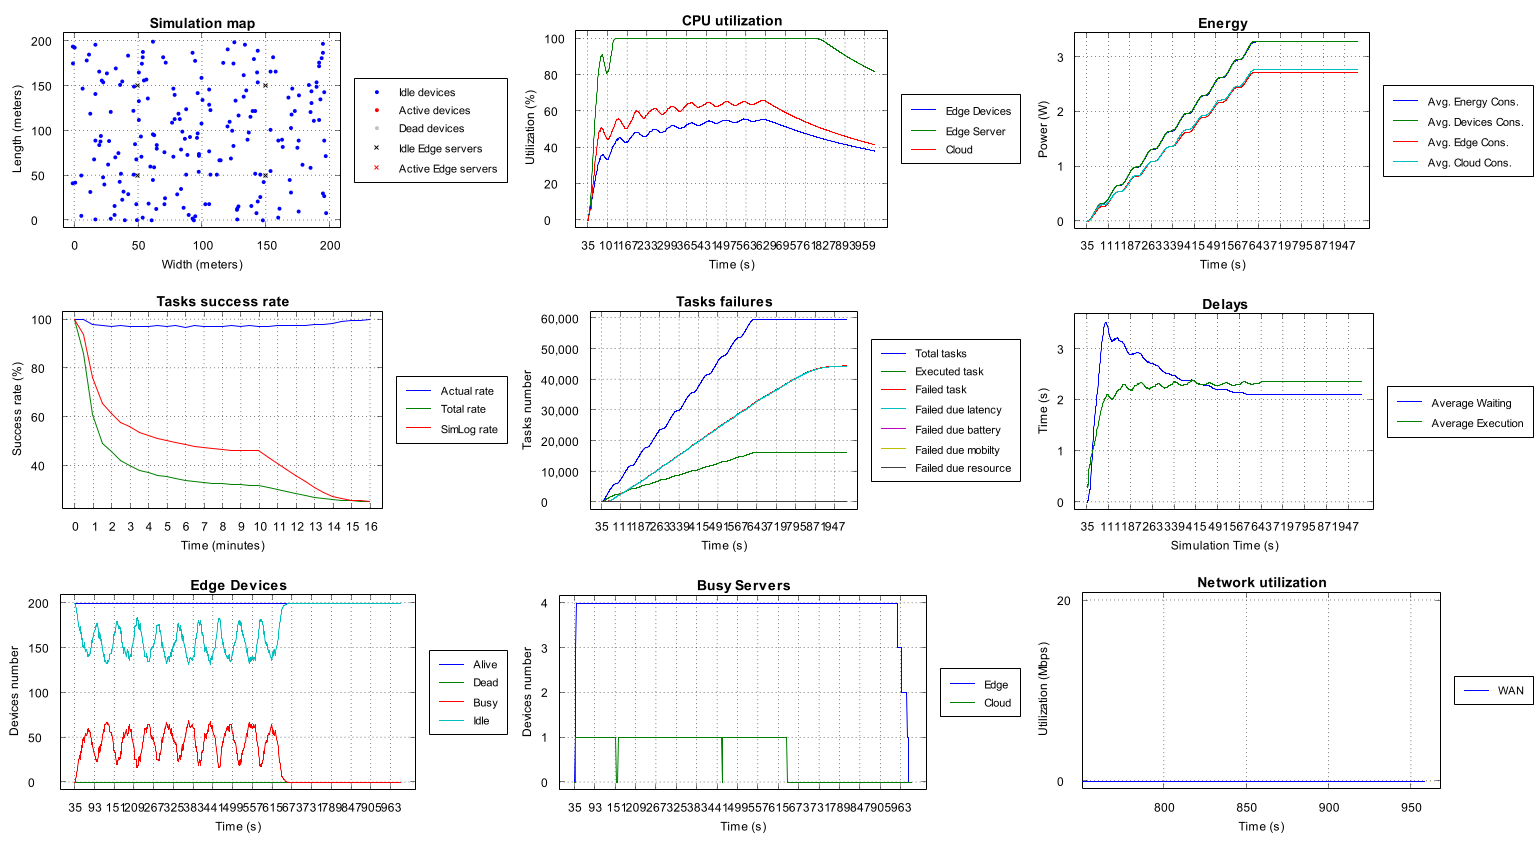 Simulation map
Length (meters)
200
150
100
50
0
0 50 100 150 200
Width (meters)
Idle devices
Active devices
Dead devices
Idle Edge servers
Active Edge servers
CPU utilization
Utilization (%)
100
80
60
40
20
0
Time (s)
Edge Devices
Edge Server
Cloud
Energy
Power (W)
3
2
1
0
Time (s)
Avg. Energy Cons.
Avg. Devices Cons.
Avg. Edge Cons.
Avg. Cloud Cons.
Tasks success rate
Success rate (%)
100
80
60
40
0 1 2 3 4 5 6 7 8 9 10 11 12 13 14 15 16
Time (minutes)
Actual rate
Total rate
SimLog rate
Tasks failures
Tasks number
60,000
50,000
40,000
30,000
20,000
10,000
0
Time (s)
Total tasks
Executed task
Failed task
Failed due latency
Failed due battery
Failed due mobilty
Failed due resource
Delays
Time (s)
3
2
1
0
Simulation Time (s)
Average Waiting
Average Execution
Edge Devices
Devices number
200
150
100
50
0
Time (s)
Alive
Dead
Busy
Idle
Busy Servers
Devices number
4
3
2
1
0
Time (s)
Edge
Cloud
Network utilization
Utilization (Mbps)
20
0
800 850 900 950
Time (s)
WAN